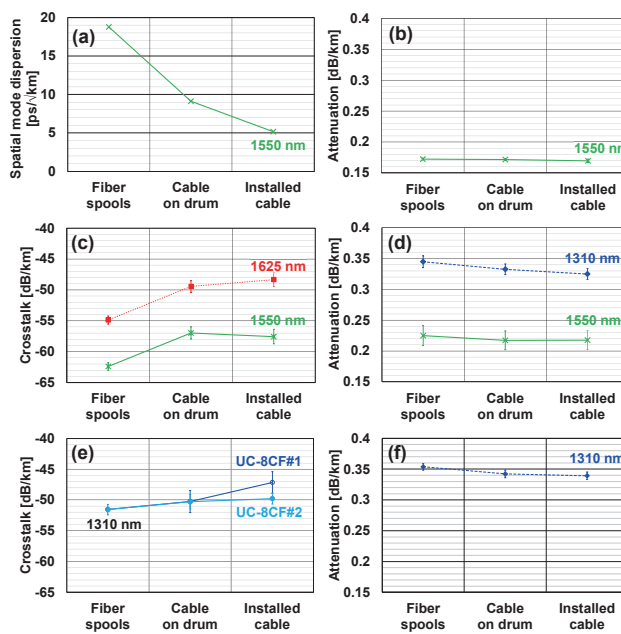 Spatial mode dispersion
[ps/√km]
20
15
10
5
0
(a)
1550 nm
Fiber
spools
Cable
on drum
Installed
cable
Attenuation [dB/km]
0.4
0.35
0.3
0.25
0.2
0.15
(b)
1550 nm
Fiber
spools
Cable
on drum
Installed
cable
Crosstalk [dB/km]
-40
-45
-50
-55
-60
-65
(c)
1625 nm
1550 nm
Fiber
spools
Cable
on drum
Installed
cable
Attenuation [dB/km]
0.4
0.35
0.3
0.25
0.2
0.15
(d)
1310 nm
1550 nm
Fiber
spools
Cable
on drum
Installed
cable
Crosstalk [dB/km]
-40
-45
-50
-55
-60
-65
(e)
UC-8CF#1
UC-8CF#2
1310 nm
Fiber
spools
Cable
on drum
Installed
cable
Attenuation [dB/km]
0.4
0.35
0.3
0.25
0.2
0.15
(f)
1310 nm
Fiber
spools
Cable
on drum
Installed
cable